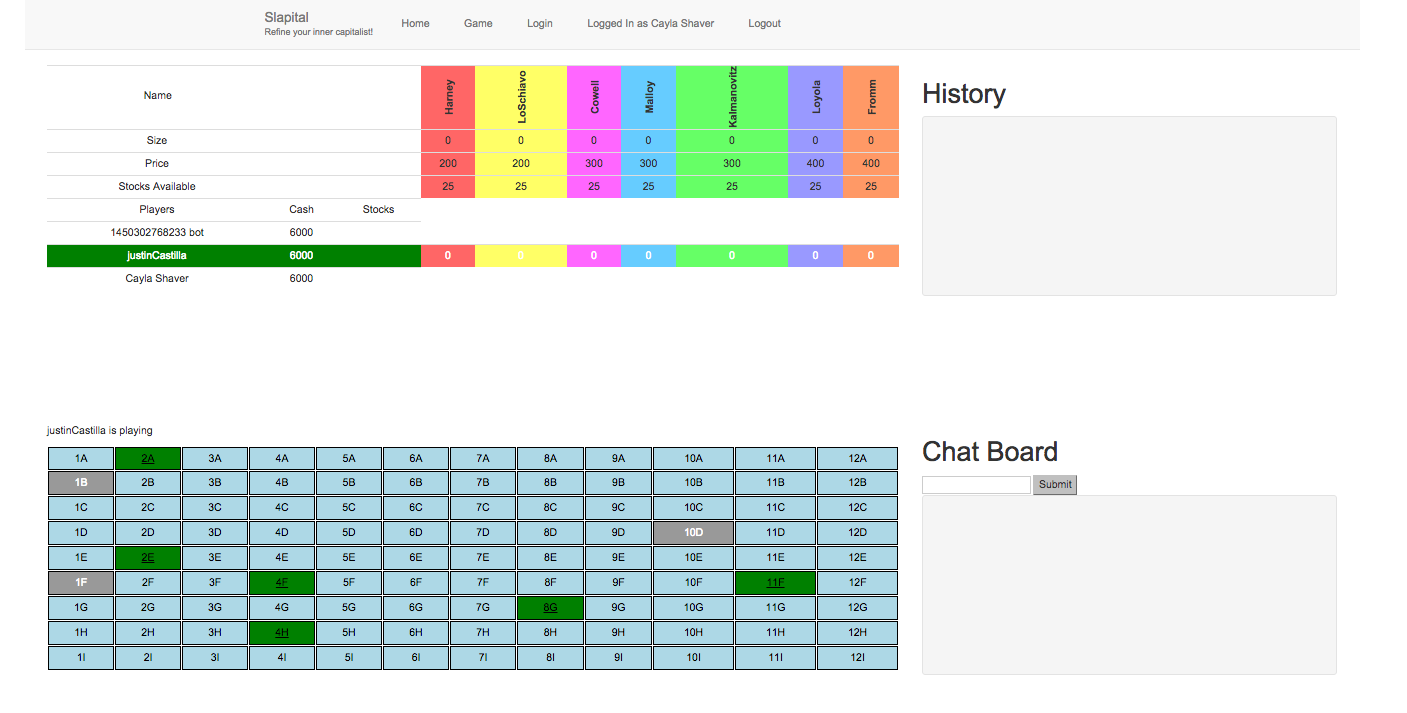 Slapital
Refine your inner capitalist!
Home Game Login Logged In as Cayla Shaver Logout
Name Harney LoSchiavo Cowell Malloy Kalmanovitz Loyola Fromm
Size 0 0 0 0 0 0 0
Price 200 200 300 300 300 400 400
Stocks Available 25 25 25 25 25 25 25
Players Cash Stocks
1450302768233 bot 6000
justinCastilla 6000 0 0 0 0 0 0 0
Cayla Shaver 6000
History
justinCastilla is playing
1A 2A 3A 4A 5A 6A 7A 8A 9A 10A 11A 12A
1B 2B 3B 4B 5B 6B 7B 8B 9B 10B 11B 12B
1C 2C 3C 4C 5C 6C 7C 8C 9C 10C 11C 12C
1D 2D 3D 4D 5D 6D 7D 8D 9D 10D 11D 12D
1E 2E 3E 4E 5E 6E 7E 8E 9E 10E 11E 12E
1F 2F 3F 4F 5F 6F 7F 8F 9F 10F 11F 12F
1G 2G 3G 4G 5G 6G 7G 8G 9G 10G 11G 12G
1H 2H 3H 4H 5H 6H 7H 8H 9H 10H 11H 12H
1I 2I 3I 4I 5I 6I 7I 8I 9I 10I 11I 12I
Chat Board
Submit